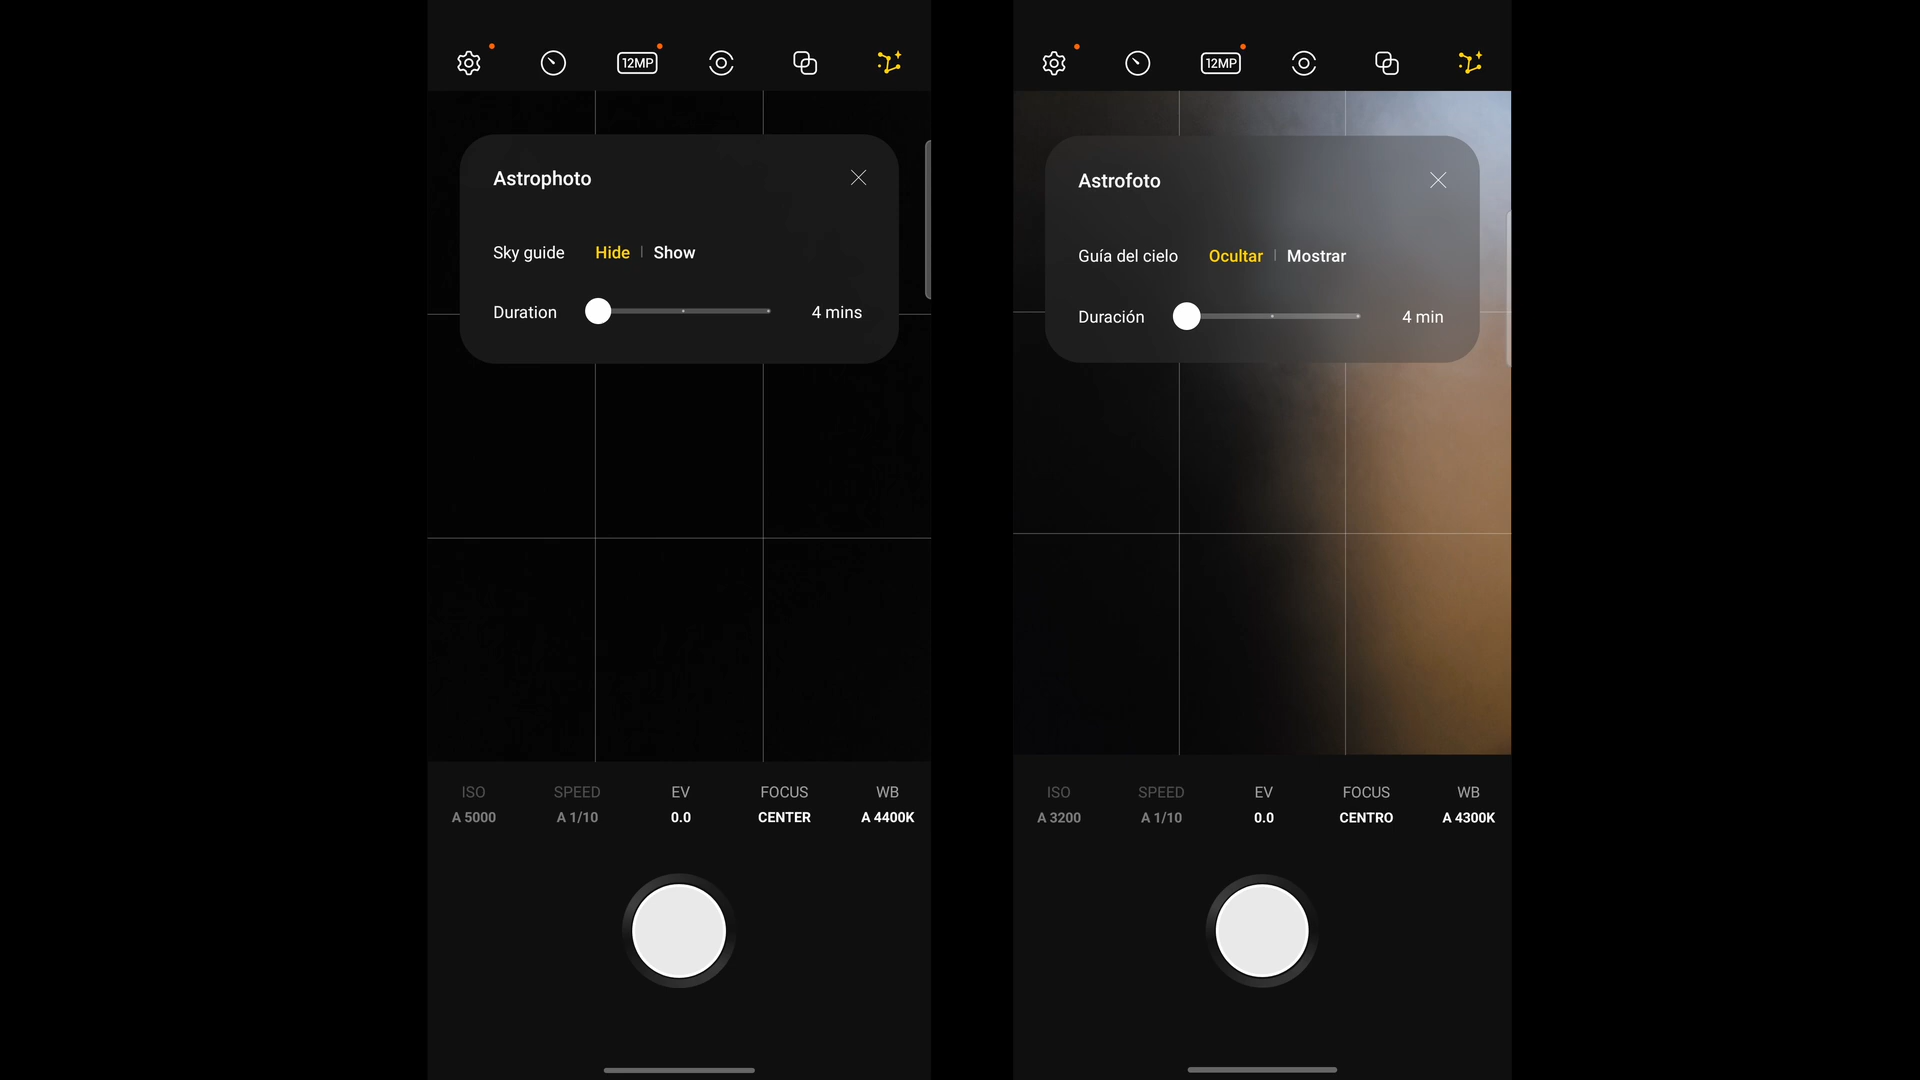 12MP
Astrophoto
Sky guide Hide | Show
Duration 4 mins
ISO SPEED EV FOCUS WB
A 5000 A 1/10 0.0 CENTER A 4400K
12MP
Astrofoto
Guía del cielo Ocultar | Mostrar
Duración 4 min
ISO SPEED EV FOCUS WB
A 3200 A 1/10 0.0 CENTRO A 4300K